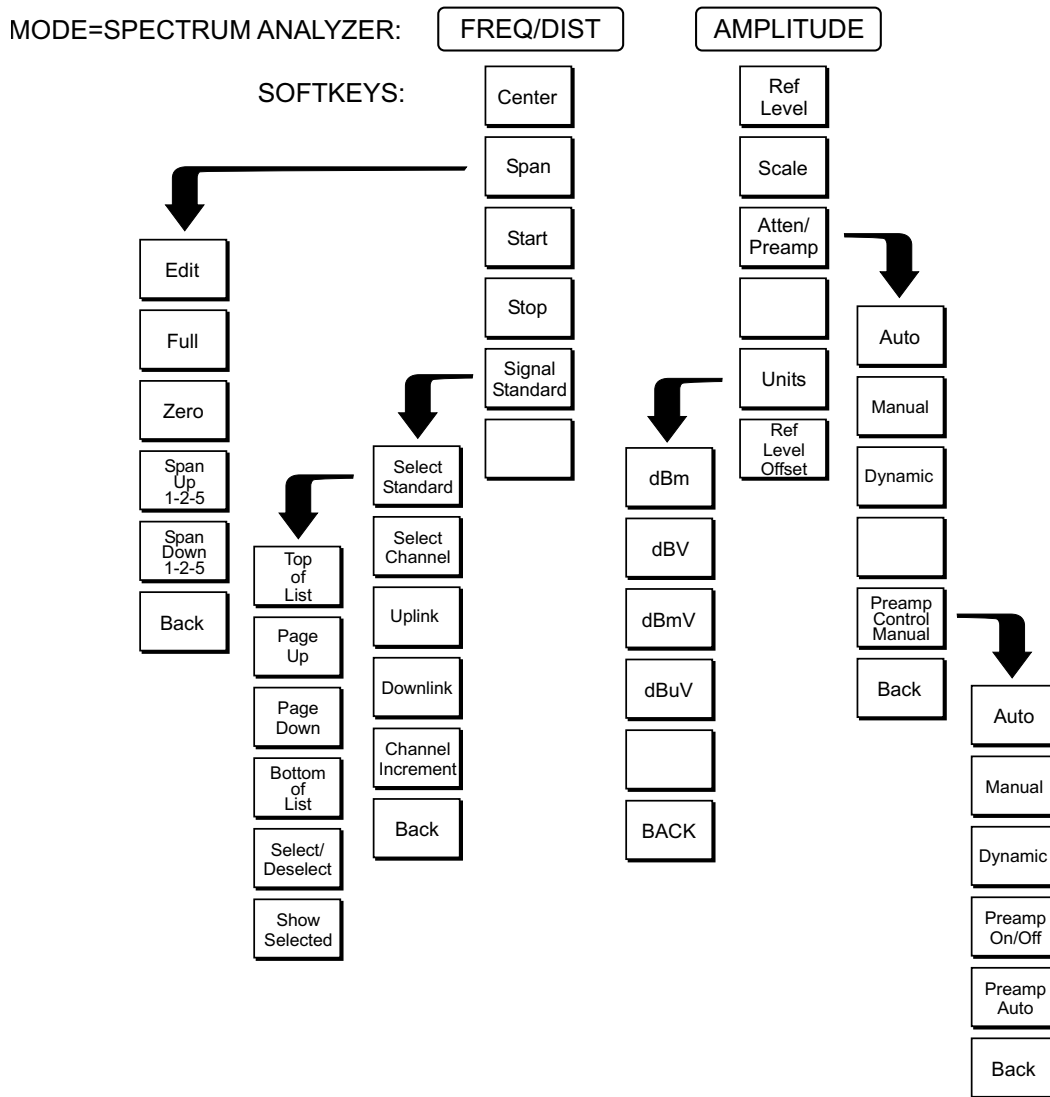 MODE=SPECTRUM ANALYZER:
FREQ/DIST
AMPLITUDE
SOFTKEYS:
Center
Span
Start
Stop
Signal
Standard
Edit
Full
Zero
Span
Up
1-2-5
Span
Down
1-2-5
Back
Select
Standard
Select
Channel
Uplink
Downlink
Channel
Increment
Back
Top
of
List
Page
Up
Page
Down
Bottom
of
List
Select/
Deselect
Show
Selected
Ref
Level
Scale
Atten/
Preamp
Units
Ref
Level
Offset
dBm
dBV
dBmV
dBuV
BACK
Auto
Manual
Dynamic
Preamp
Control
Manual
Back
Auto
Manual
Dynamic
Preamp
On/Off
Preamp
Auto
Back